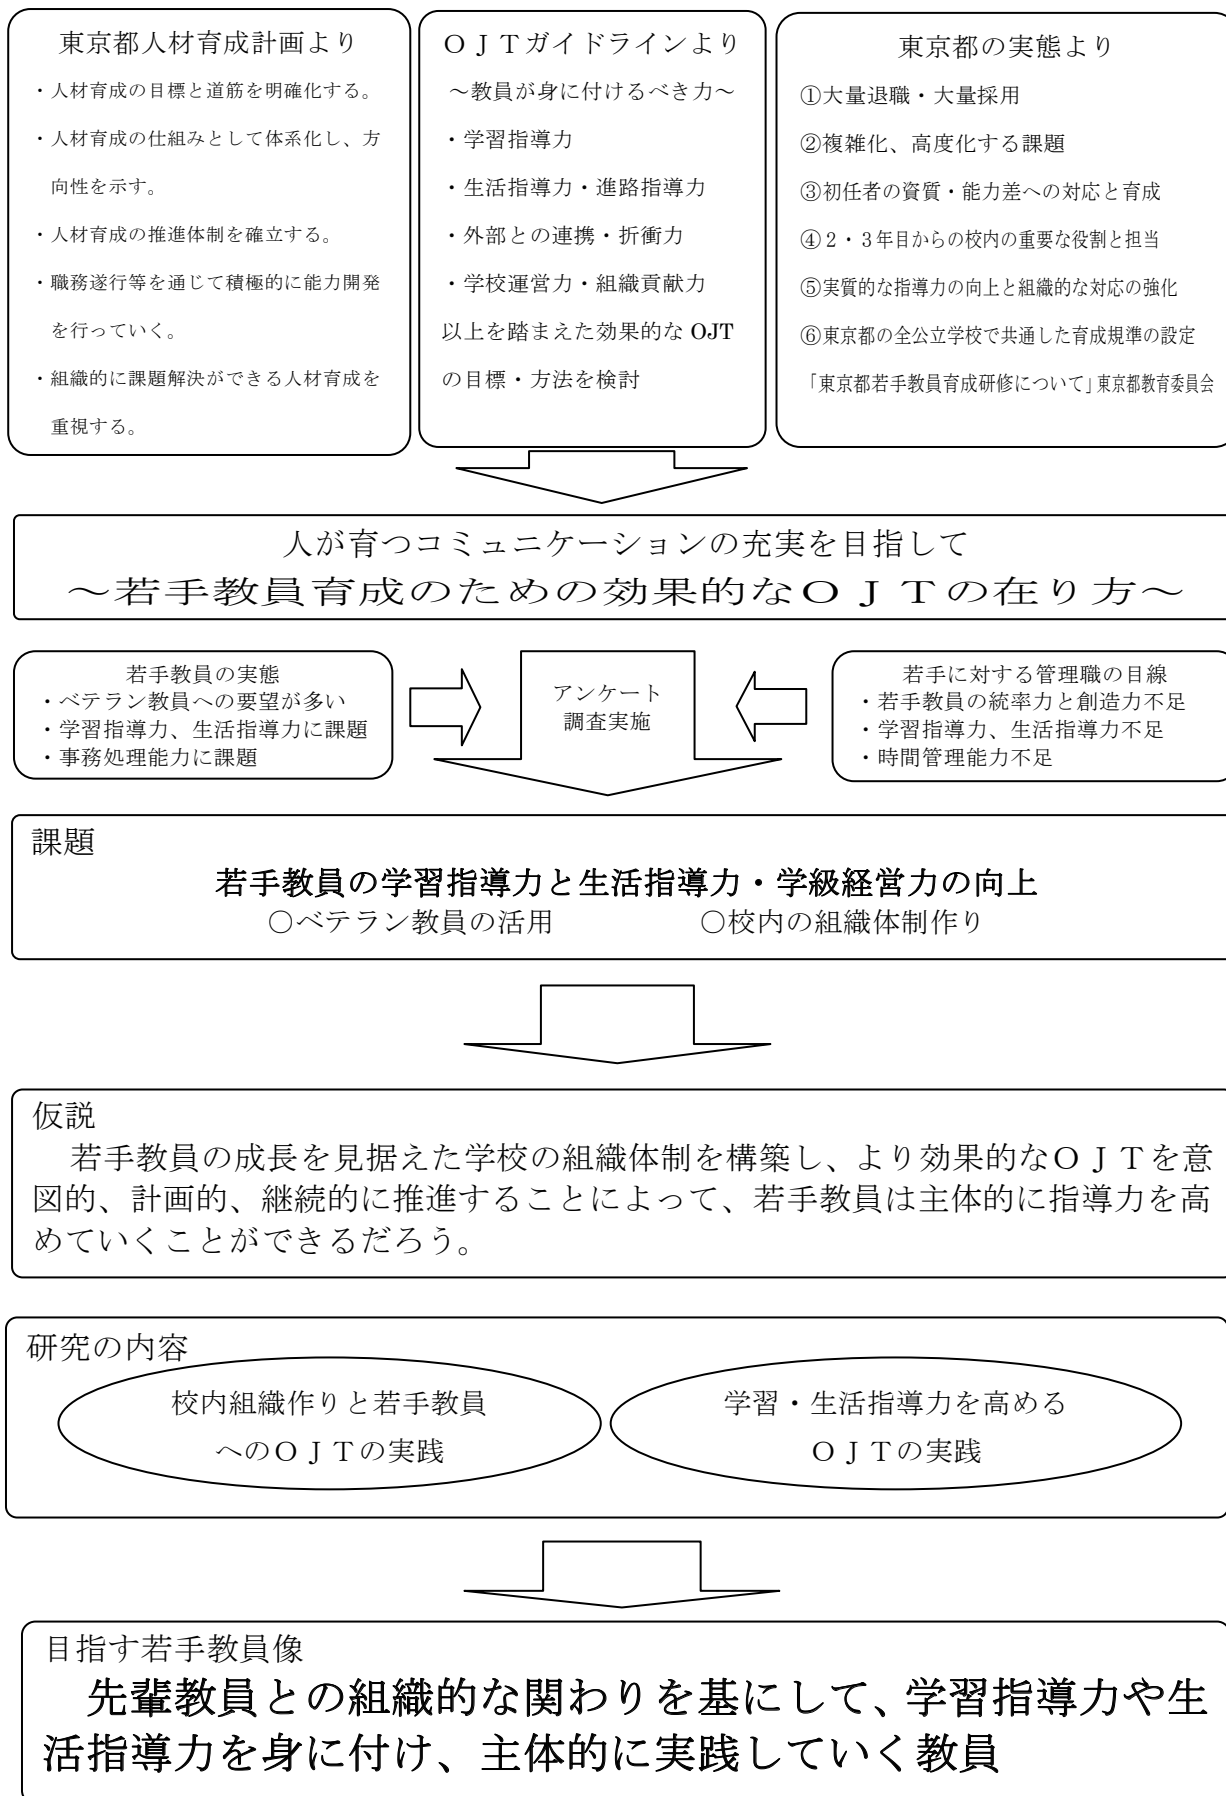 東京都人材育成計画より
・人材育成の目標と道筋を明確化する。
・人材育成の仕組みとして体系化し、方
向性を示す。
・人材育成の推進体制を確立する。
・職務遂行等を通じて積極的に能力開発
を行っていく。
・組織的に課題解決ができる人材育成を
重視する。
ＯＪＴガイドラインより
～教員が身に付けるべき力～
・学習指導力
・生活指導力・進路指導力
・外部との連携・折衝力
・学校運営力・組織貢献力
以上を踏まえた効果的な OJT
の目標・方法を検討
東京都の実態より
①大量退職・大量採用
②複雑化、高度化する課題
③初任者の資質・能力差への対応と育成
④２・３年目からの校内の重要な役割と担当
⑤実質的な指導力の向上と組織的な対応の強化
⑥東京都の全公立学校で共通した育成規準の設定
「東京都若手教員育成研修について」東京都教育委員会
人が育つコミュニケーションの充実を目指して
～若手教員育成のための効果的なＯＪＴの在り方～
若手教員の実態
・ベテラン教員への要望が多い
・学習指導力、生活指導力に課題
・事務処理能力に課題
アンケート
調査実施
若手に対する管理職の目線
・若手教員の統率力と創造力不足
・学習指導力、生活指導力不足
・時間管理能力不足
課題
若手教員の学習指導力と生活指導力・学級経営力の向上
○ベテラン教員の活用　　　　　○校内の組織体制作り
仮説
若手教員の成長を見据えた学校の組織体制を構築し、より効果的なＯＪＴを意
図的、計画的、継続的に推進することによって、若手教員は主体的に指導力を高
めていくことができるだろう。
研究の内容
校内組織作りと若手教員
へのＯＪＴの実践
学習・生活指導力を高める
ＯＪＴの実践
目指す若手教員像
先輩教員との組織的な関わりを基にして、学習指導力や生
活指導力を身に付け、主体的に実践していく教員